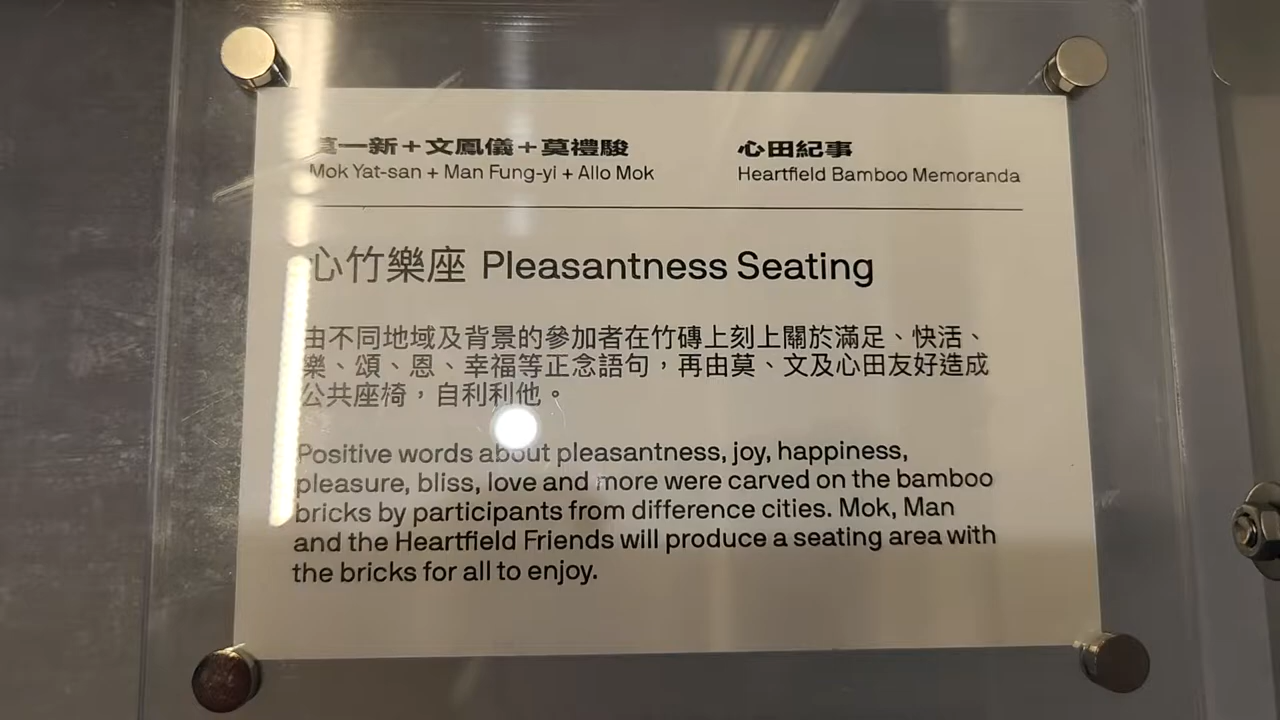 莫一新+文鳳儀+莫禮駿
Mok Yat-san + Man Fung-yi + Allo Mok
心田紀事
Heartfield Bamboo Memoranda
心竹樂座 Pleasantness Seating
由不同地域及背景的參加者在竹磚上刻上關於滿足、快活、
樂、頌、恩、幸福等正念語句，再由莫、文及心田友好造成
公共座椅，自利利他。
Positive words about pleasantness, joy, happiness,
pleasure, bliss, love and more were carved on the bamboo
bricks by participants from difference cities. Mok, Man
and the Heartfield Friends will produce a seating area with
the bricks for all to enjoy.